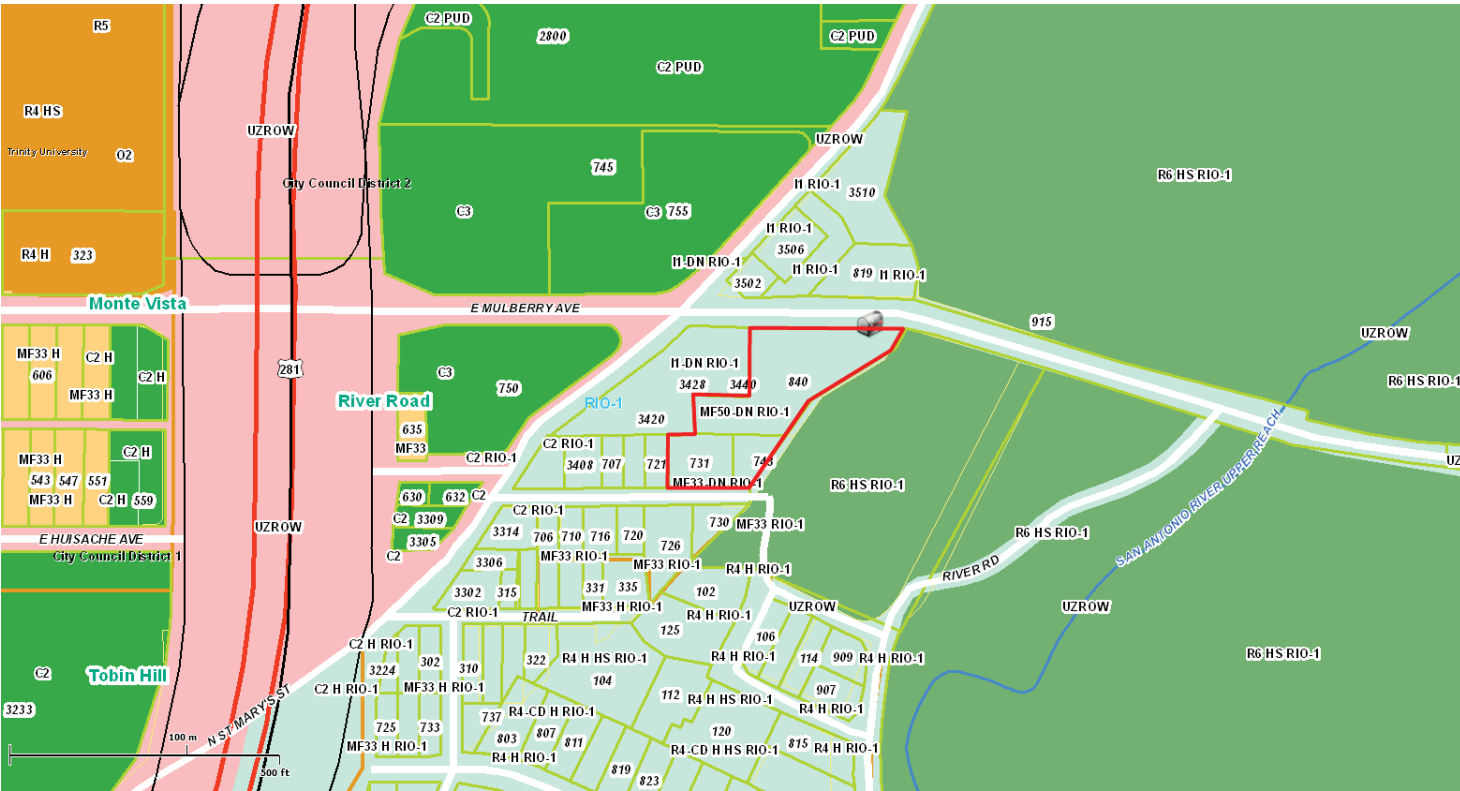 R5
C2 PUD
2800
C2 PUD
C2 PUD
R4 HS
UZROW
UZROW
Trinity University
O2
745
R6 HS RIO-1
City Council District 2
I1 RIO-1
3510
C3
C3
755
I1 RIO-1
R4 H
323
3506
I1-DN RIO-1
I1 RIO-1
819
I1 RIO-1
3502
Monte Vista
E MULBERRY AVE
915
UZROW
MF33 H
C2 H
606
C2 H
MF33 H
281
C3
750
I1-DN RIO-1
3428
3440
840
R6 HS RIO-1
River Road
RIO-1
MF50-DN RIO-1
3420
635
MF33
C2 RIO-1
C2 RIO-1
C2 H
MF33 H
543
547
551
MF33 H
C2 H
559
3408
707
721
731
743
MF33-DN RIO-1
R6 HS RIO-1
UZ
SAN ANTONIO RIVER UPPER REACH
630
632
C2
C2
3309
3305
C2
C2 RIO-1
UZROW
3314
706
710
716
720
730
MF33 RIO-1
726
E HUISACHE AVE
City Council District 1
3306
MF33 RIO-1
MF33 RIO-1
R4 H RIO-1
R6 HS RIO-1
RIVER RD
3302
315
331
335
102
C2 RIO-1
MF33 H RIO-1
R4 H RIO-1
UZROW
UZROW
TRAIL
125
106
C2 H RIO-1
3224
302
310
322
R4 H HS RIO-1
R4 H RIO-1
114
909
R4 H RIO-1
R6 HS RIO-1
C2
Tobin Hill
C2 H RIO-1
MF33 H RIO-1
104
112
R4 H HS RIO-1
907
R4 H RIO-1
3233
N ST MARY'S ST
725
733
737
R4-CD H RIO-1
803
807
811
120
MF33 H RIO-1
R4 H RIO-1
R4-CD H HS RIO-1
815
R4 H RIO-1
100 m
500 ft
819
823